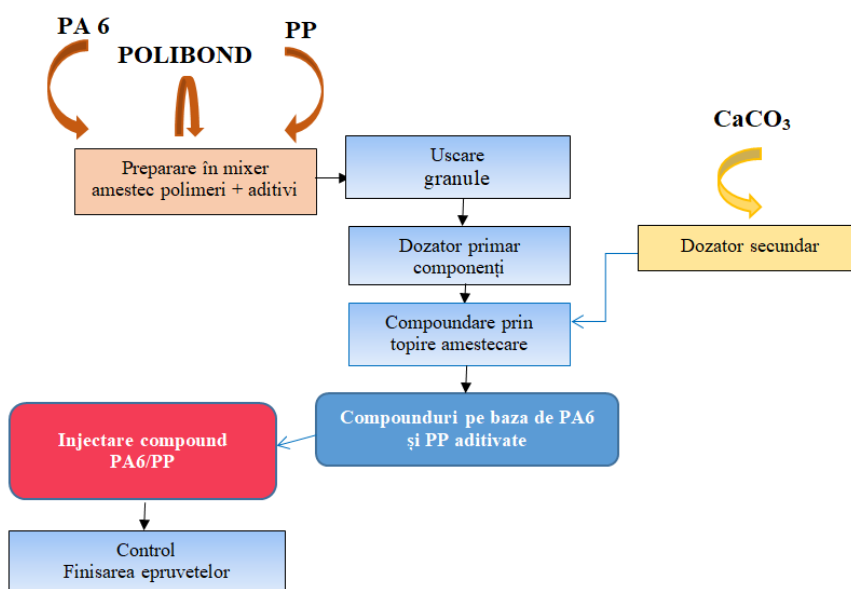 PA 6
POLIBOND
PP
CaCO₃
Preparare în mixer
amestec polimeri + aditivi
Uscare
granule
Dozator primar
componenți
Dozator secundar
Compoundare prin
topire amestecare
Compounduri pe baza de PA6
și PP aditivate
Injectare compound
PA6/PP
Control
Finisarea epruvetelor